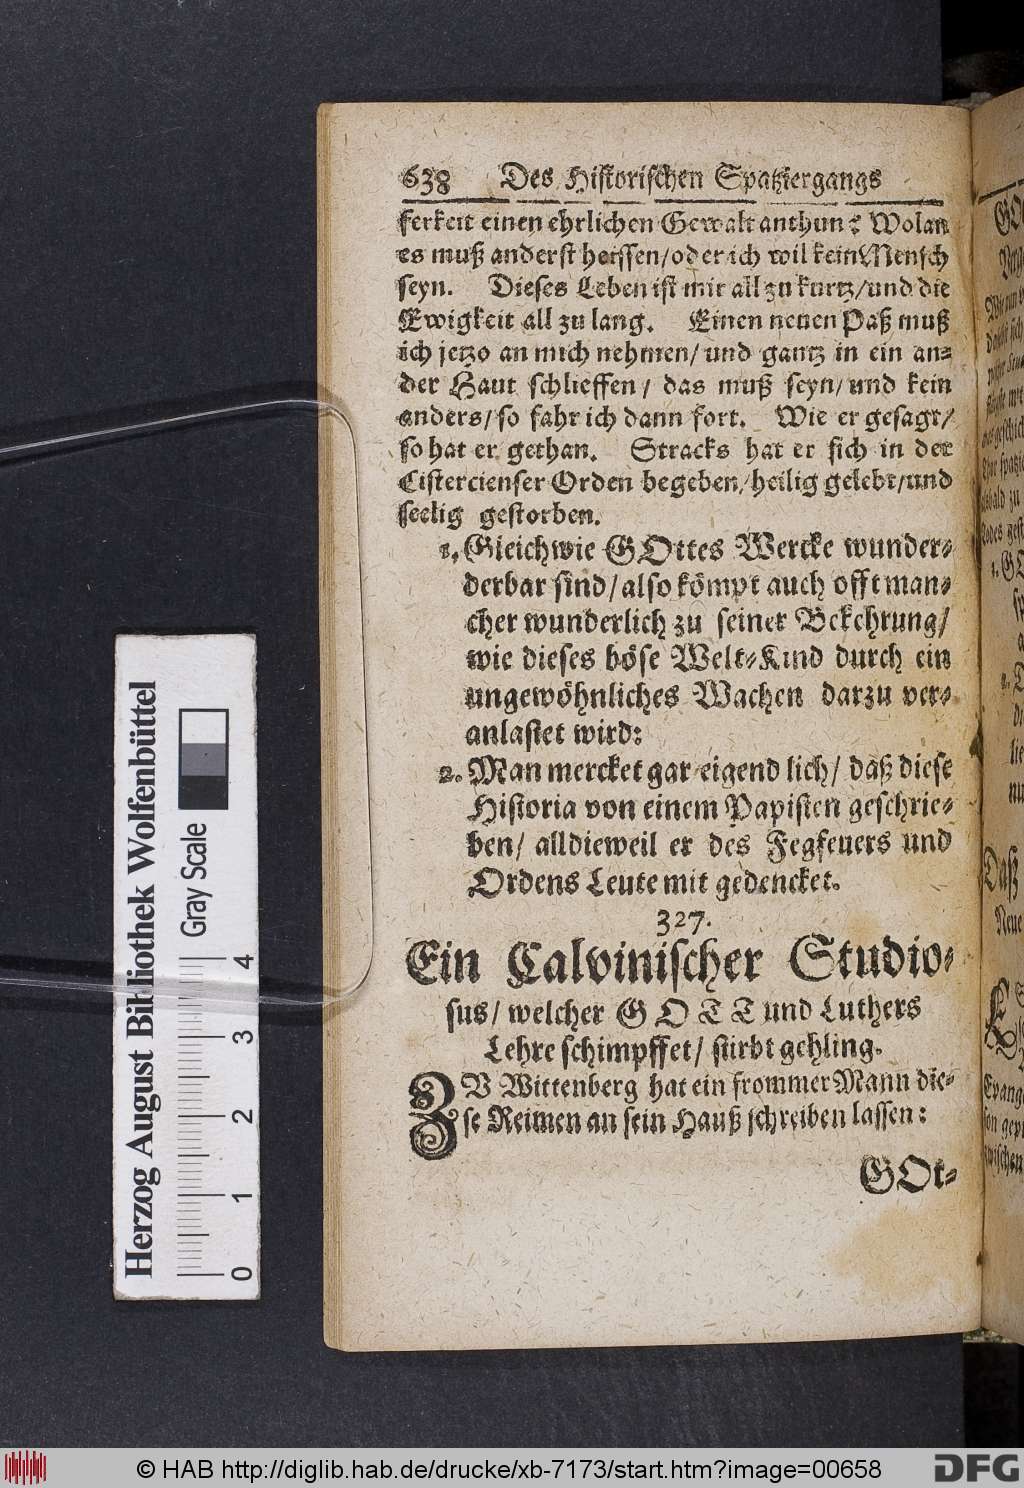 638 Des Historischen Spatziergangs
ferkeit einen ehrlichen Gewalt anthun? Wolan
es muß anderst heissen/oder ich wil kein Mensch
seyn. Dieses Leben ist mir all zu kurtz/und die
Ewigkeit all zu lang. Einen neuen Paß muß
ich jetzo an mich nehmen/und gantz in ein an-
der Haut schlieffen/ das muß seyn/und kein
anders/so fahr ich dann fort. Wie er gesagt/
so hat er gethan. Stracks hat er sich in der
Cistercienser Orden begeben/heilig gelebt/und
seelig gestorben.
1. Gleichwie GOttes Wercke wunder-
derbar sind/also kömpt auch offt man-
cher wunderlich zu seiner Bekehrung/
wie dieses böse Welt-Kind durch ein
ungewöhnliches Wachen darzu ver-
anlastet wird:
2. Man mercket gar eigend lich/ daß diese
Historia von einem Papisten geschrie-
ben/ alldieweil er des Fegfeuers und
Ordens Leute mit gedencket.
327.
Ein Calvinischer Studio-
sus/ welcher GOTT und Luthers
Lehre schimpffet/ stirbt gehling.
ZU Wittenberg hat ein frommer Mann die-
se Reimen an sein Hauß schreiben lassen:
GOt-
Herzog August Bibliothek Wolfenbüttel
Gray Scale
0 1 2 3 4
© HAB http://diglib.hab.de/drucke/xb-7173/start.htm?image=00658
DFG